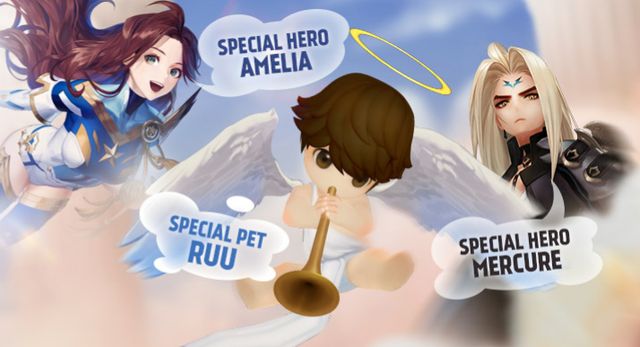 SPECIAL HERO
AMELIA
SPECIAL PET
RUU
SPECIAL HERO
MERCURE